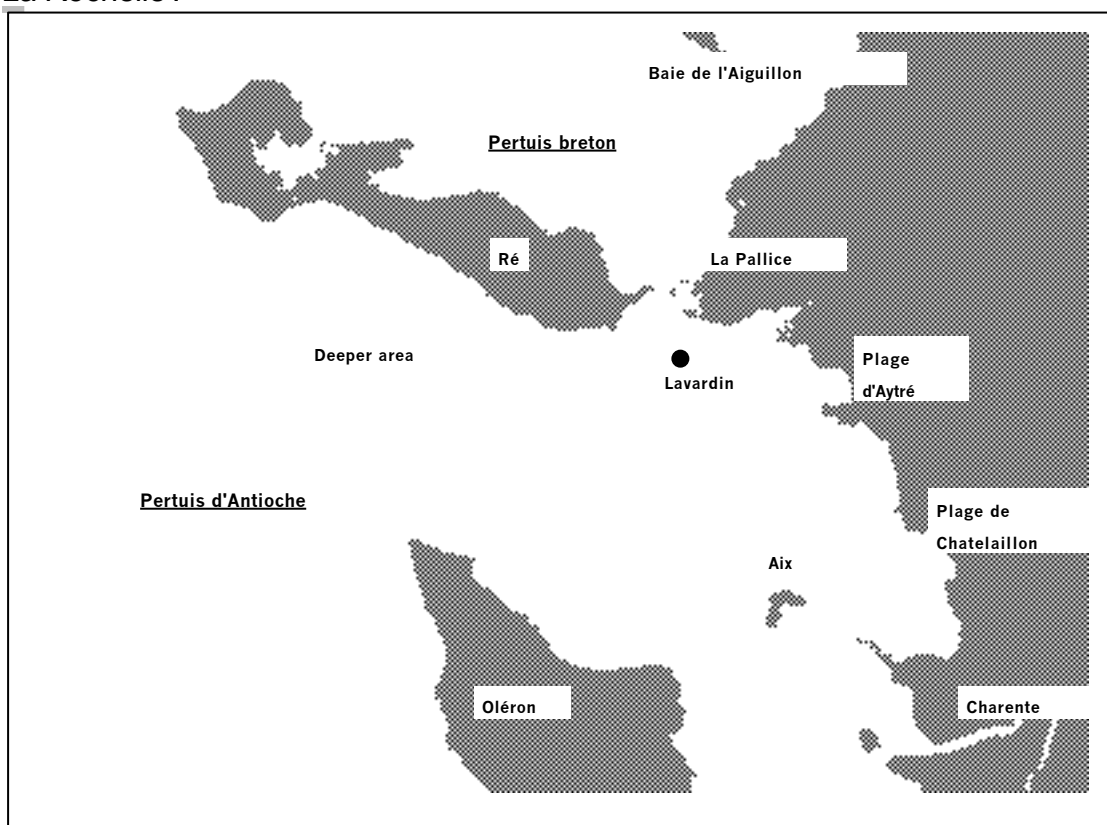 La Rochelle :
Baie de l'Aiguillon
Pertuis breton
Ré
La Pallice
Deeper area
Lavardin
Plage
d'Aytré
Pertuis d'Antioche
Plage de
Chatelaillon
Aix
Oléron
Charente